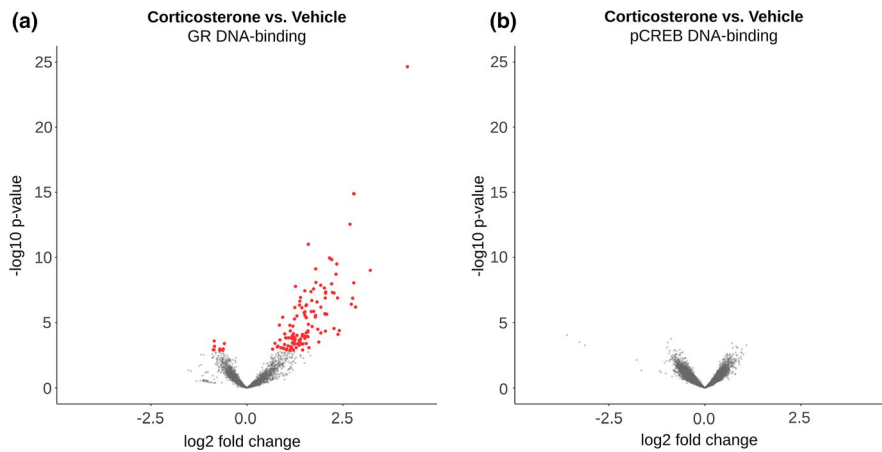 (a)
Corticosterone vs. Vehicle
GR DNA-binding
25
20
15
10
5
0
-log10 p-value
-2.5 0.0 2.5
log2 fold change
(b)
Corticosterone vs. Vehicle
pCREB DNA-binding
25
20
15
10
5
0
-log10 p-value
-2.5 0.0 2.5
log2 fold change